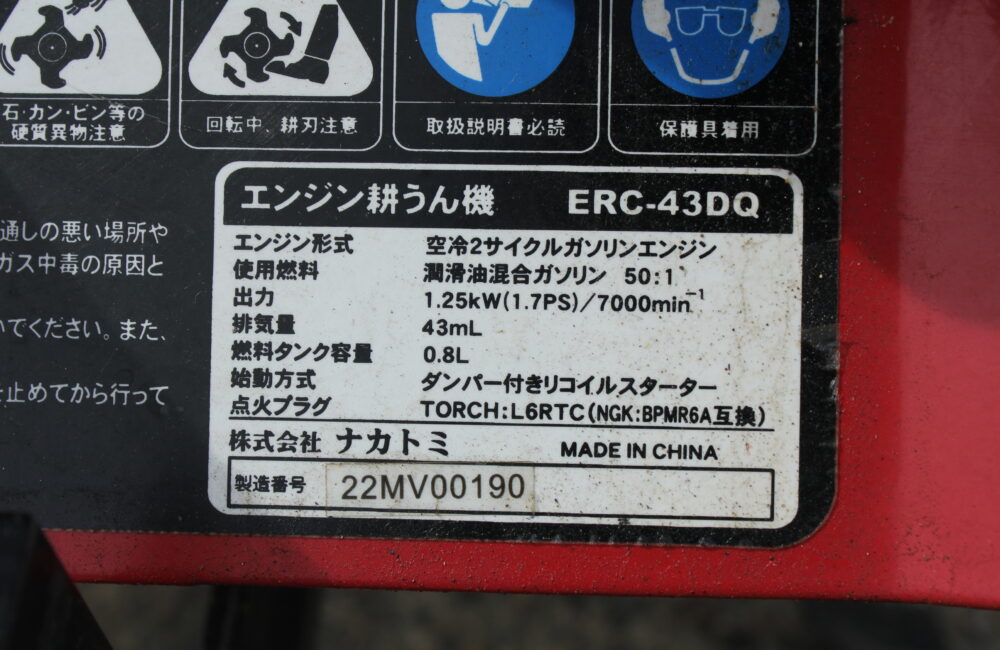 石・カン・ビン等の
硬質異物注意
回転中、耕刃注意
取扱説明書必読
保護具着用
通しの悪い場所や
ガス中毒の原因と
いてください。また、
を止めてから行って
エンジン耕うん機 ERC-43DQ
エンジン形式 空冷2サイクルガソリンエンジン
使用燃料 潤滑油混合ガソリン 50:1
出力 1.25kW(1.7PS)/7000min⁻¹
排気量 43mL
燃料タンク容量 0.8L
始動方式 ダンパー付きリコイルスターター
点火プラグ TORCH:L6RTC(NGK:BPMR6A互換)
株式会社 ナカトミ MADE IN CHINA
製造番号 22MV00190